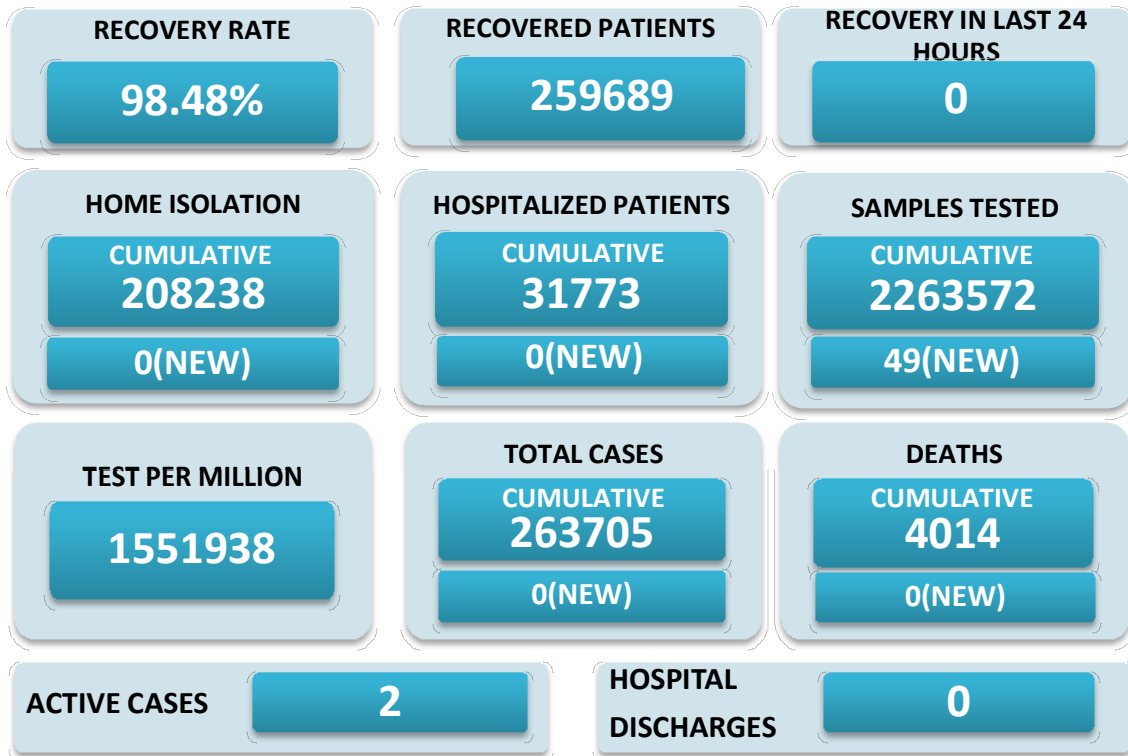 RECOVERY RATE
98.48%
RECOVERED PATIENTS
259689
RECOVERY IN LAST 24
HOURS
0
HOME ISOLATION
CUMULATIVE
208238
0(NEW)
HOSPITALIZED PATIENTS
CUMULATIVE
31773
0(NEW)
SAMPLES TESTED
CUMULATIVE
2263572
49(NEW)
TEST PER MILLION
1551938
TOTAL CASES
CUMULATIVE
263705
0(NEW)
DEATHS
CUMULATIVE
4014
0(NEW)
ACTIVE CASES
2
HOSPITAL
DISCHARGES
0